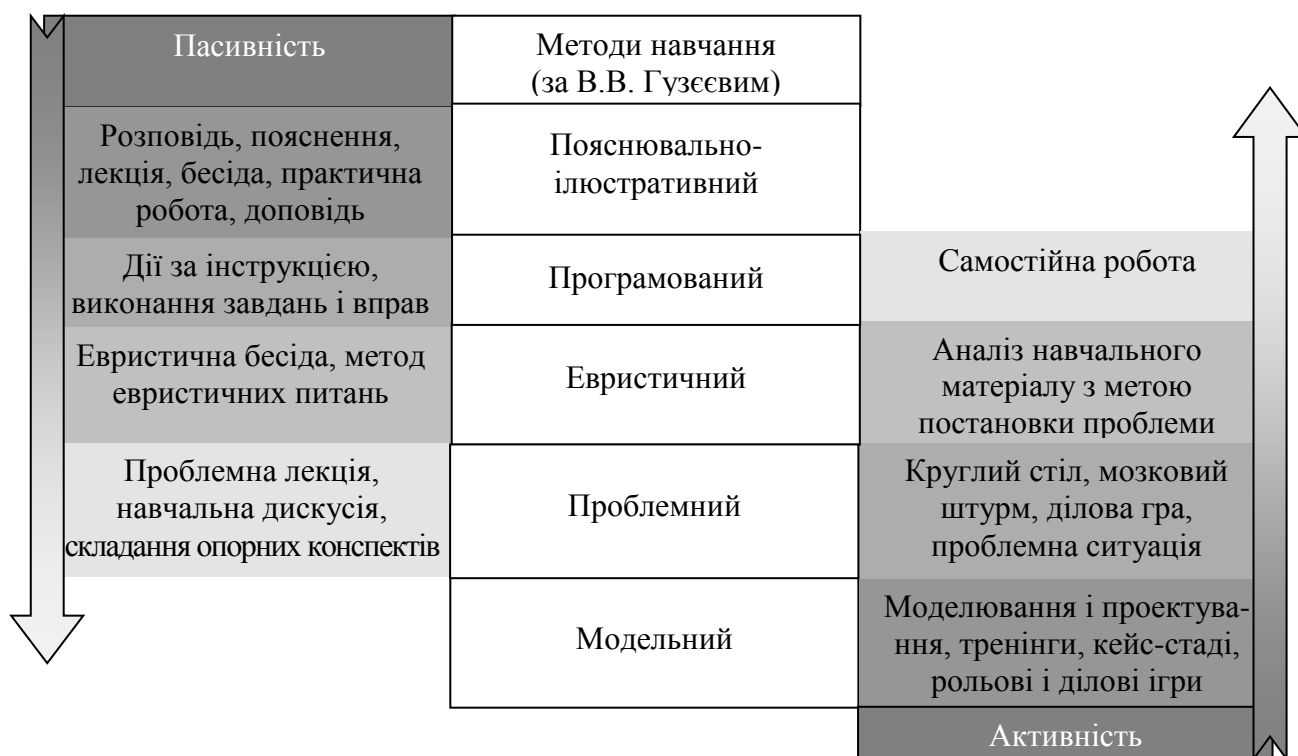 Пасивність
Методи навчання
(за В.В. Гузєєвим)
Розповідь, пояснення,
лекція, бесіда, практична
робота, доповідь
Пояснювально-
ілюстративний
Дії за інструкцією,
виконання завдань і вправ
Програмований
Самостійна робота
Евристична бесіда, метод
евристичних питань
Евристичний
Аналіз навчального
матеріалу з метою
постановки проблеми
Проблемна лекція,
навчальна дискусія,
складання опорних конспектів
Проблемний
Круглий стіл, мозковий
штурм, ділова гра,
проблемна ситуація
Модельний
Моделювання і проектува-
ння, тренінги, кейс-стаді,
рольові і ділові ігри
Активність